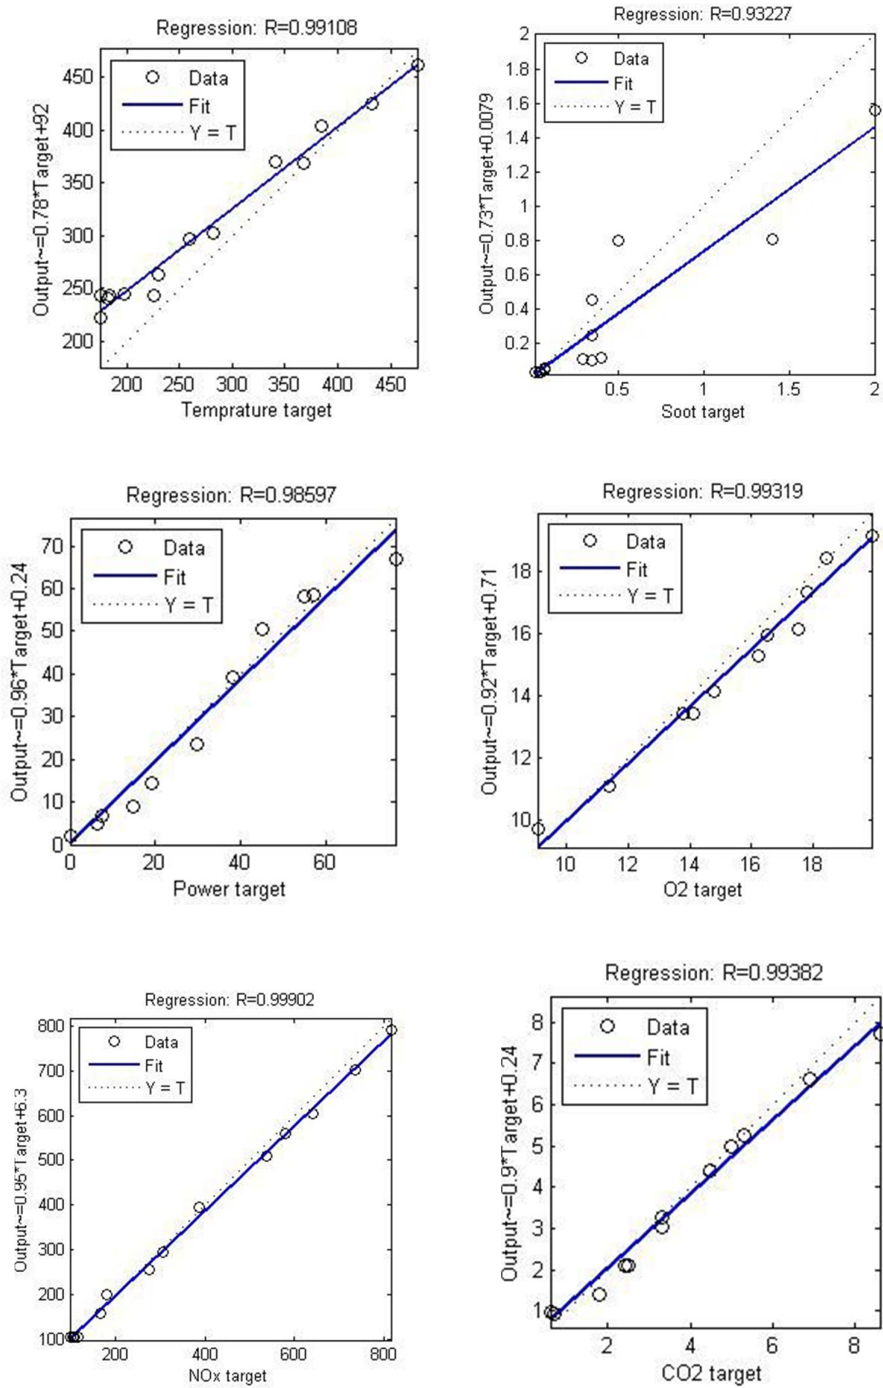 Regression: R=0.99108
Data
Fit
Y = T
Output~=0.78*Target+92
450
400
350
300
250
200
200 250 300 350 400 450
Temprature target
Regression: R=0.93227
Data
Fit
Y = T
Output~=0.73*Target+0.0079
2
1.8
1.6
1.4
1.2
1
0.8
0.6
0.4
0.2
0.5 1 1.5 2
Soot target
Regression: R=0.98597
Data
Fit
Y = T
Output~=0.96*Target+0.24
70
60
50
40
30
20
10
0
0 20 40 60
Power target
Regression: R=0.99319
Data
Fit
Y = T
Output~=0.92*Target+0.71
18
16
14
12
10
10 12 14 16 18
O2 target
Regression: R=0.99902
Data
Fit
Y = T
Output~=0.95*Target+6.3
800
700
600
500
400
300
200
100
200 400 600 800
NOx target
Regression: R=0.99382
Data
Fit
Y = T
Output~=0.9*Target+0.24
8
7
6
5
4
3
2
1
2 4 6 8
CO2 target